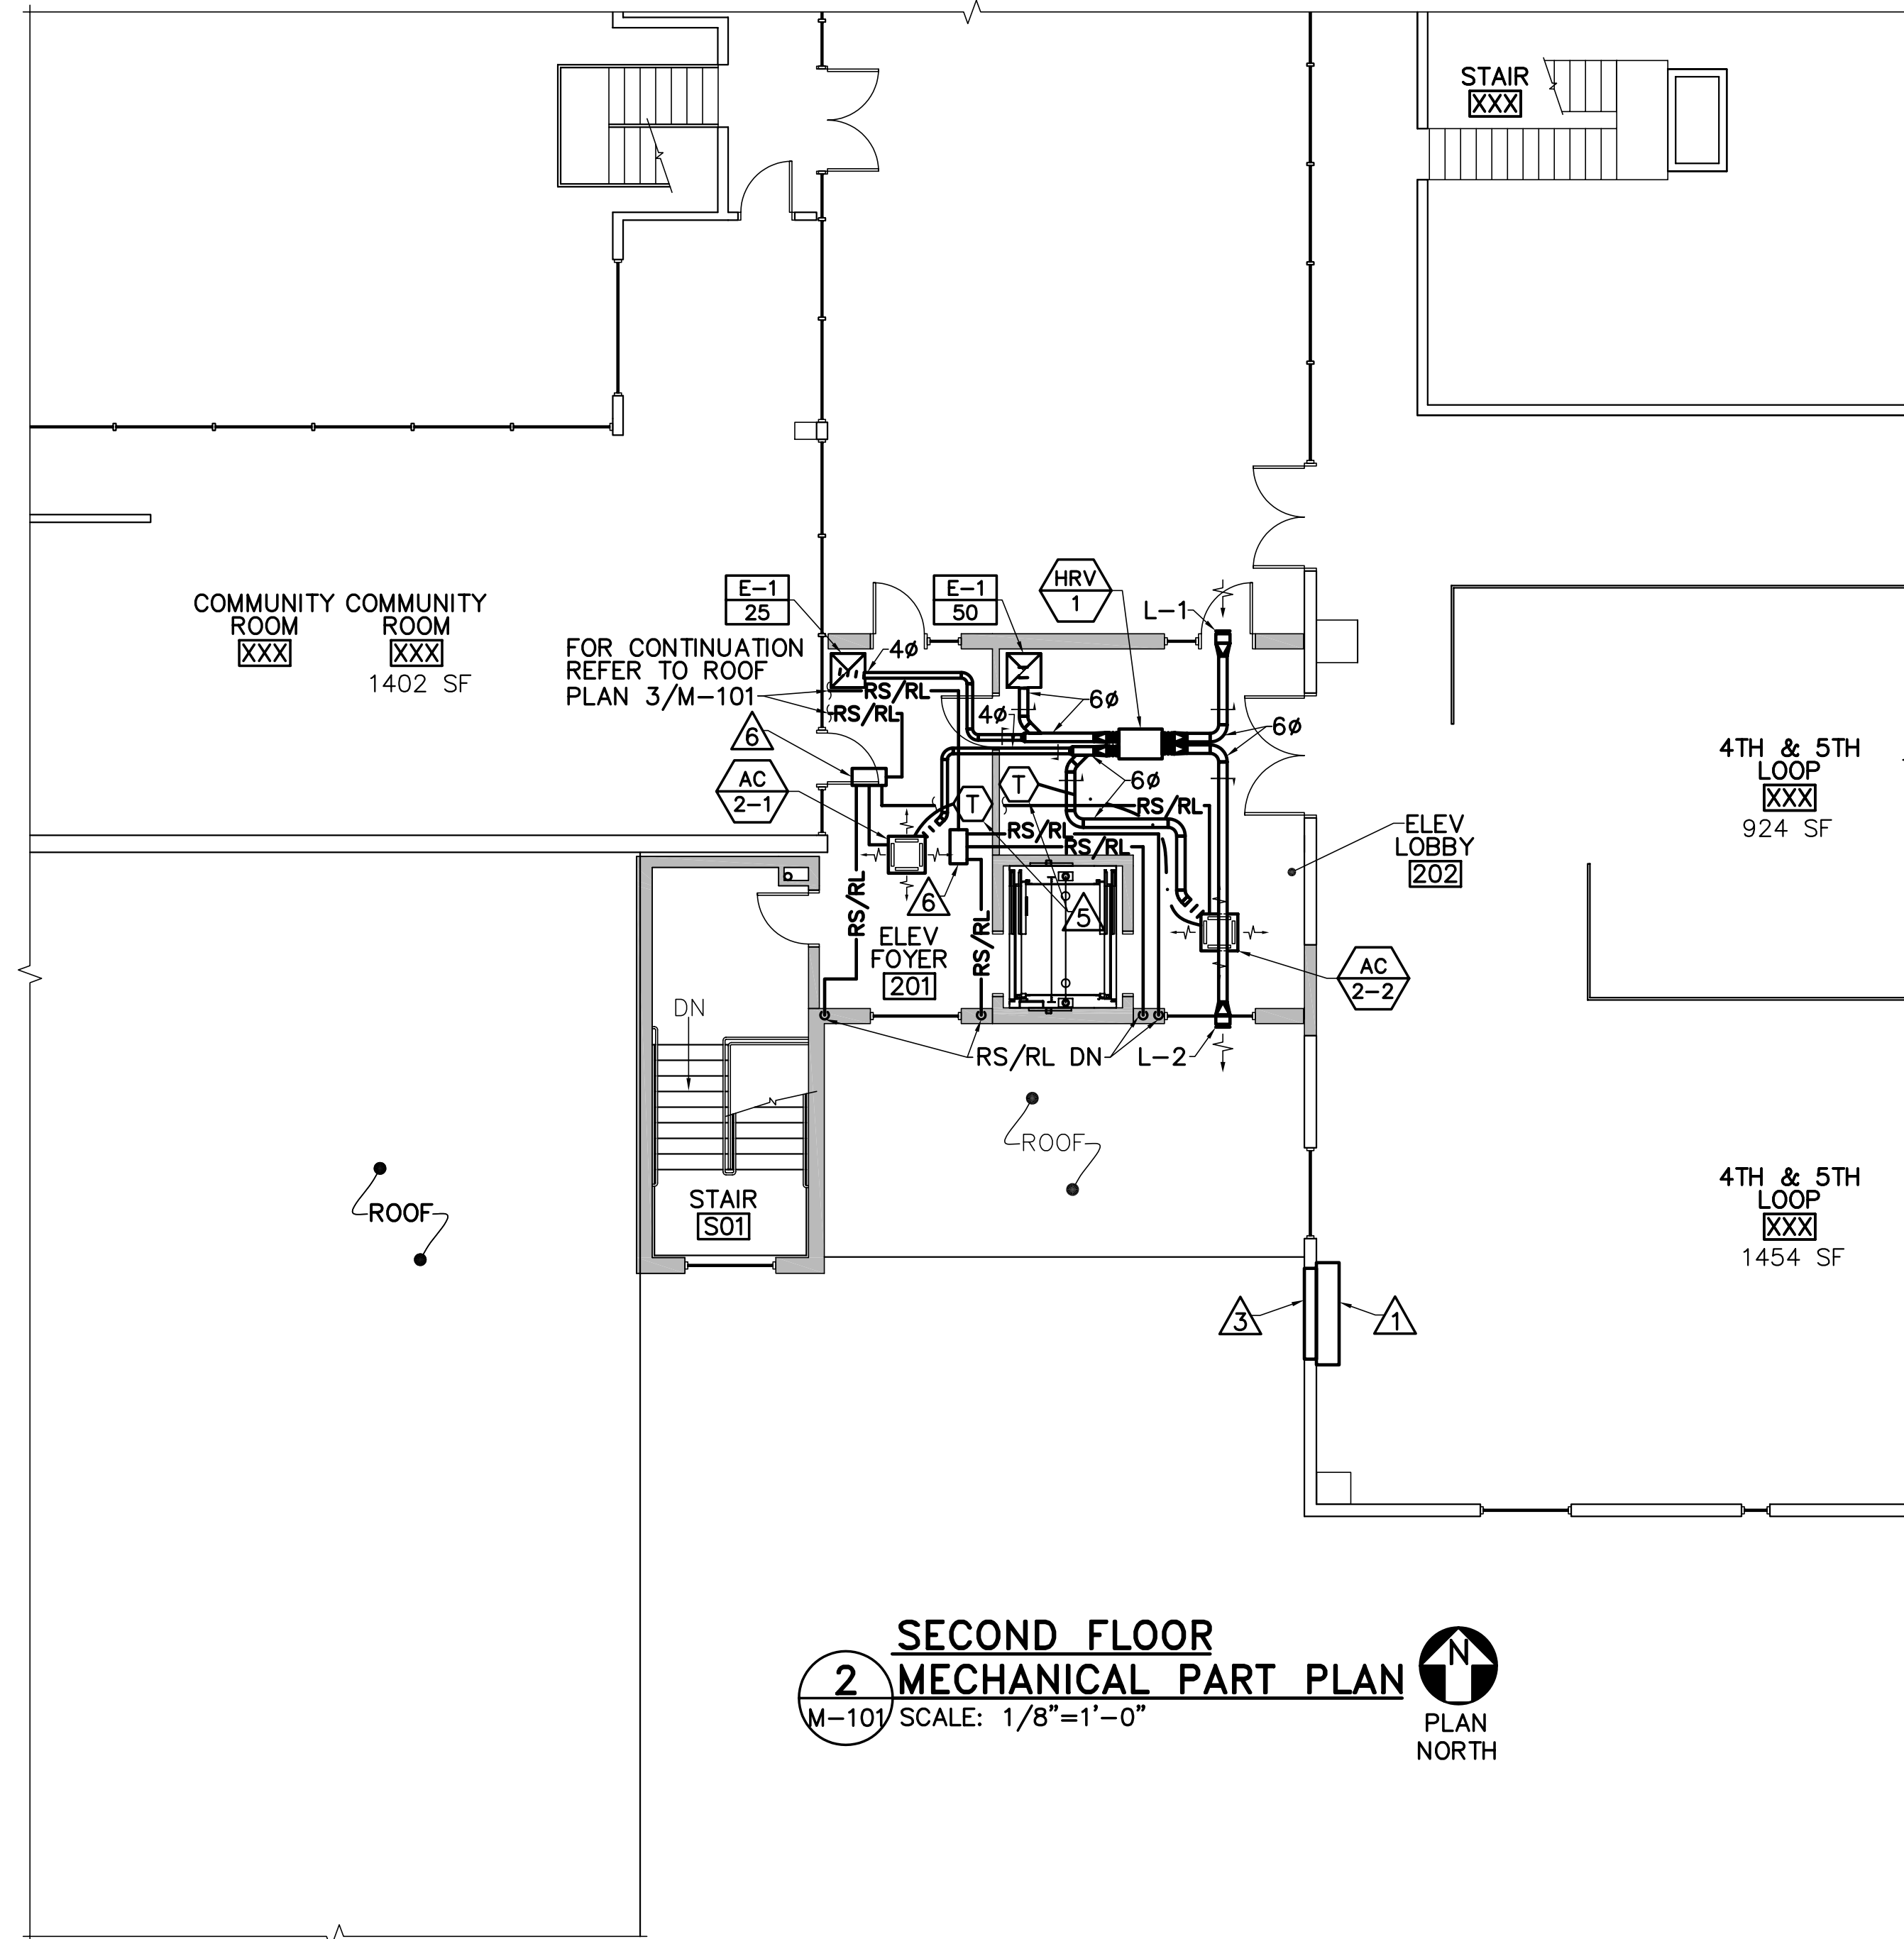 STAIR
XXX
COMMUNITY
ROOM
XXX
COMMUNITY
ROOM
XXX
1402 SF
E-1
25
E-1
50
HRV
1
L-1
FOR CONTINUATION
REFER TO ROOF
PLAN 3/M-101
4ø
RS/RL
RS/RL
6ø
4ø
6ø
6
AC
2-1
T
T
6ø
RS/RL
RS/RL
RS/RL
4TH & 5TH
LOOP
XXX
924 SF
ELEV
LOBBY
202
6
5
RS/RL
RS/RL
ELEV
FOYER
201
AC
2-2
DN
RS/RL DN
L-2
ROOF
ROOF
STAIR
S01
4TH & 5TH
LOOP
XXX
1454 SF
3
1
SECOND FLOOR
MECHANICAL PART PLAN
2
M-101
SCALE: 1/8"=1'-0"
N
PLAN
NORTH